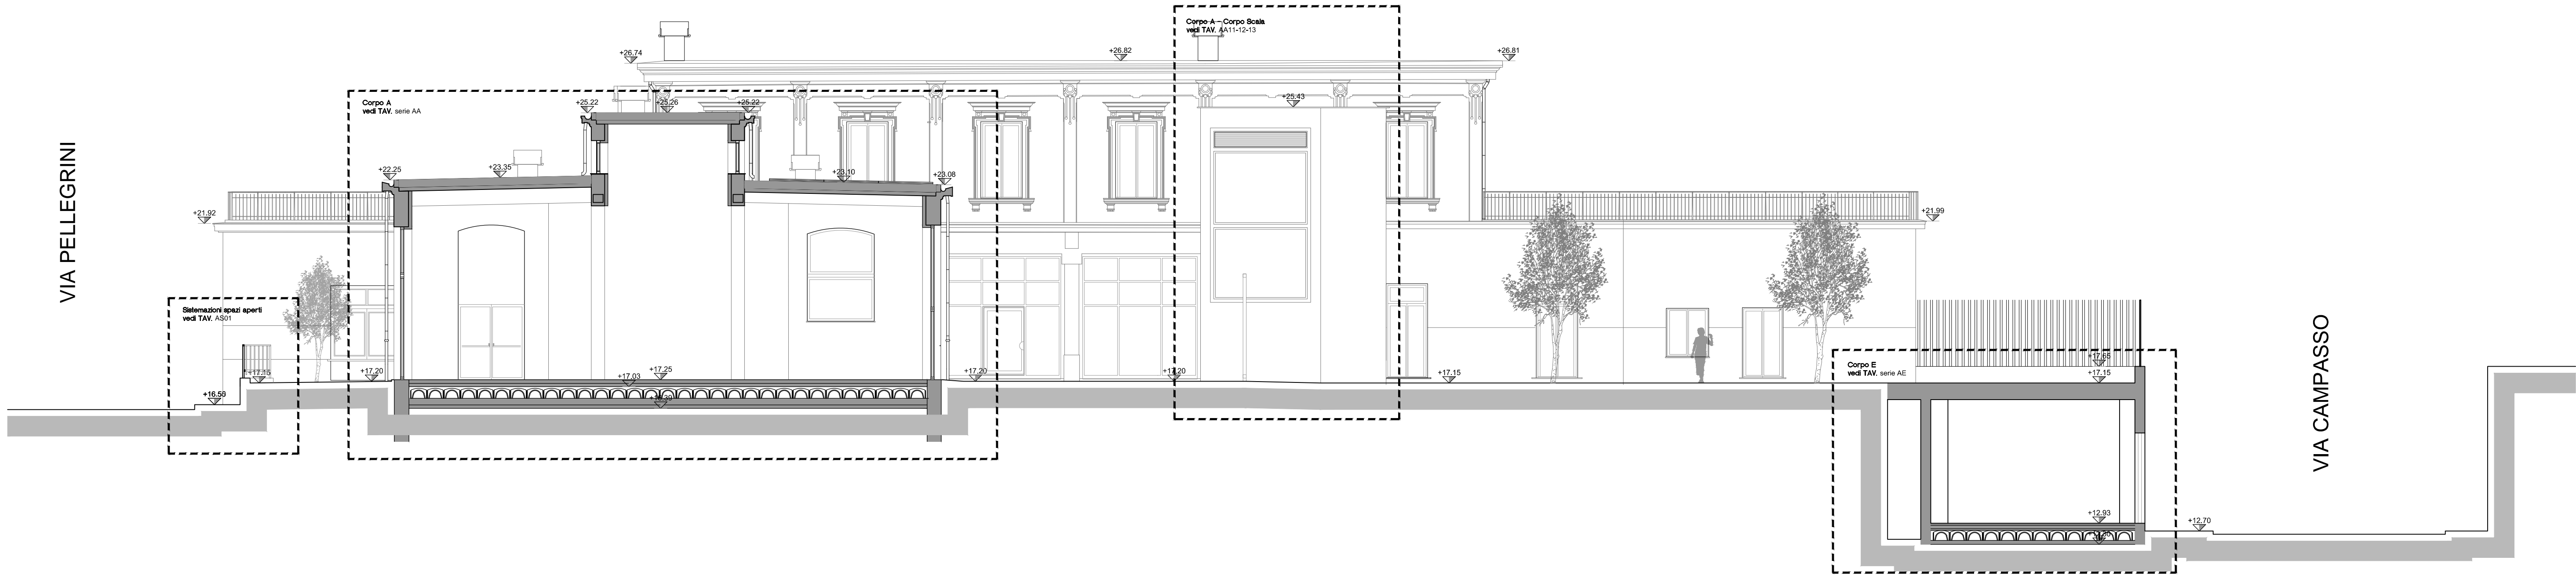 VIA PELLEGRINI
Corpo A – Corpo Scala
vedi TAV. AA11-12-13
+26.74
+26.82
+26.81
Corpo A
vedi TAV. serie AA
+25.22
+25.26
+25.22
+25.43
+22.25
+23.35
+23.10
+23.08
+21.92
+21.99
Sistemazioni spazi aperti
vedi TAV. AS01
+17.15
+16.50
+17.20
+17.03
+17.25
+17.20
+17.20
+17.15
Corpo E
vedi TAV. serie AE
+17.65
+17.15
+12.93
+12.70
VIA CAMPASSO